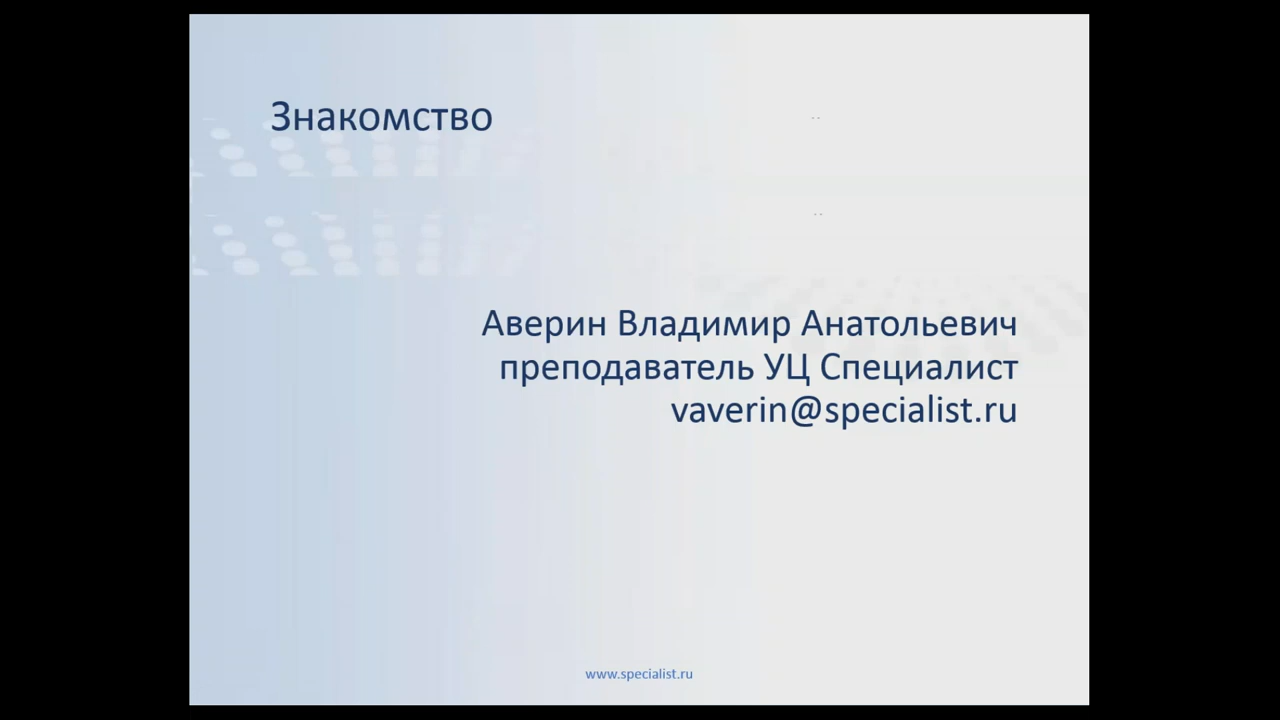 Знакомство
Аверин Владимир Анатольевич
преподаватель УЦ Специалист
vaverin@specialist.ru
www.specialist.ru